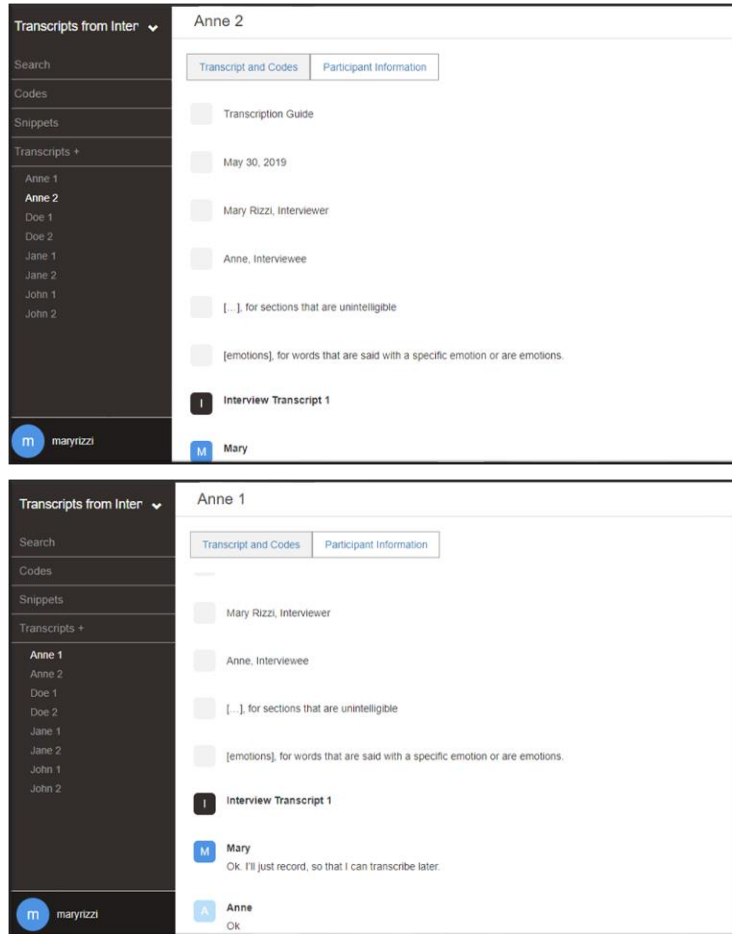 Transcripts from Inter
Search
Codes
Snippets
Transcripts +
Anne 1
Anne 2
Doe 1
Doe 2
Jane 1
Jane 2
John 1
John 2
m maryrizzi
Anne 2
Transcript and Codes Participant Information
Transcription Guide
May 30, 2019
Mary Rizzi, Interviewer
Anne, Interviewee
[…], for sections that are unintelligible
[emotions], for words that are said with a specific emotion or are emotions.
I Interview Transcript 1
M Mary
Transcripts from Inter
Search
Codes
Snippets
Transcripts +
Anne 1
Anne 2
Doe 1
Doe 2
Jane 1
Jane 2
John 1
John 2
m maryrizzi
Anne 1
Transcript and Codes Participant Information
Mary Rizzi, Interviewer
Anne, Interviewee
[…], for sections that are unintelligible
[emotions], for words that are said with a specific emotion or are emotions.
I Interview Transcript 1
M Mary
Ok. I'll just record, so that I can transcribe later.
A Anne
Ok